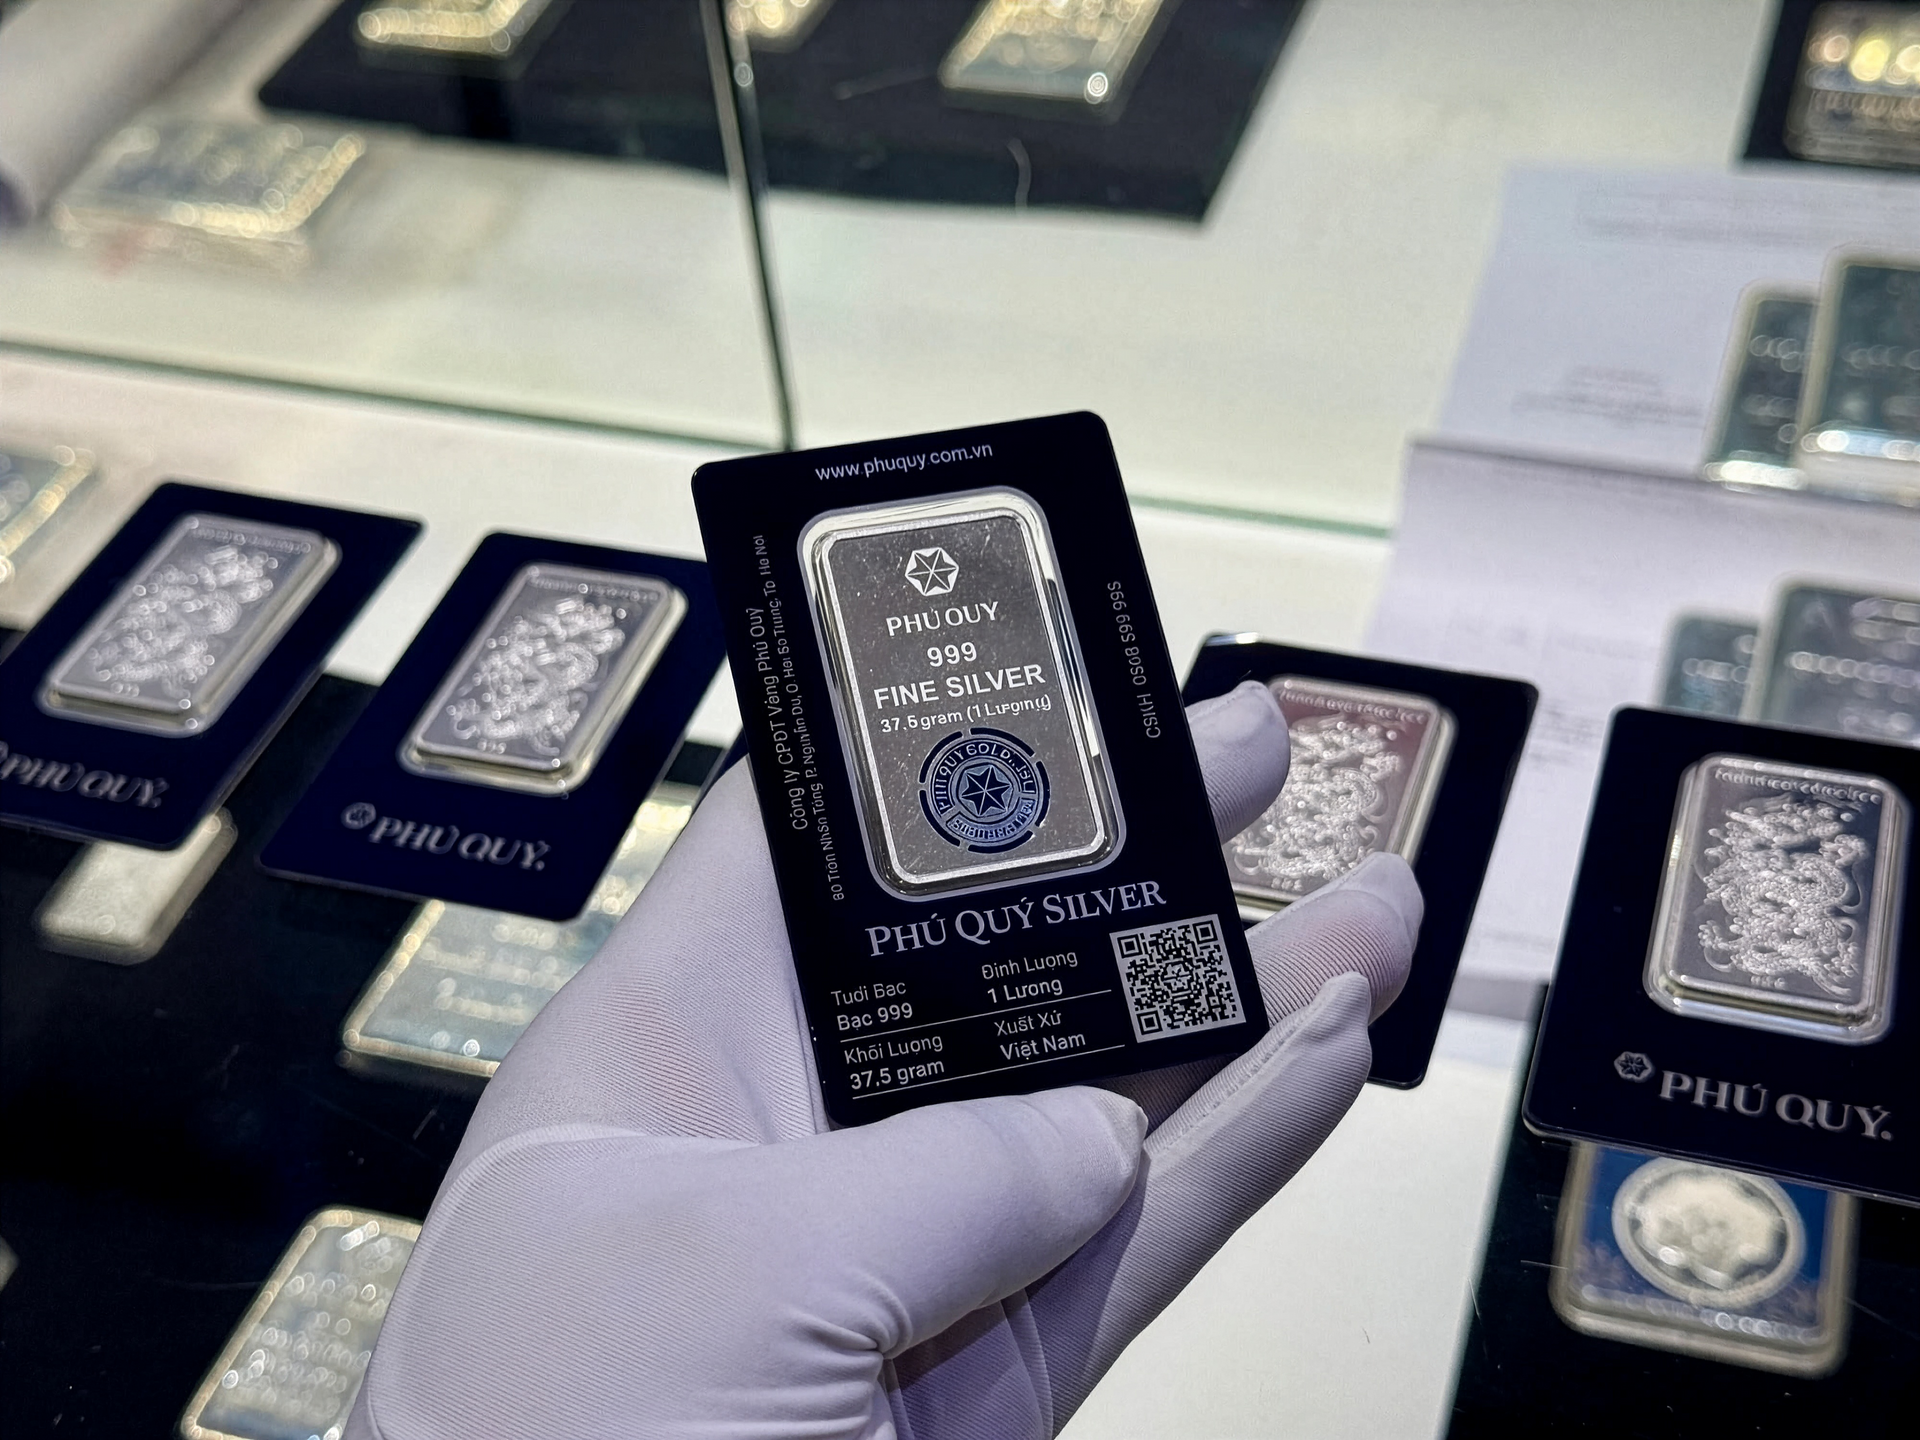 www.phuquy.com.vn
PHÚ QUÝ
999
FINE SILVER
37.5 gram (1 Lượng)
PHÚ QUÝ SILVER
Tuổi Bạc
Bạc 999
Định Lượng
1 Lượng
Khối Lượng
37,5 gram
Xuất Xứ
Việt Nam
Công ty CPĐT Vàng Phú Quý
PHÚ QUÝ.
PHÚ QUÝ.
PHÚ QUÝ.